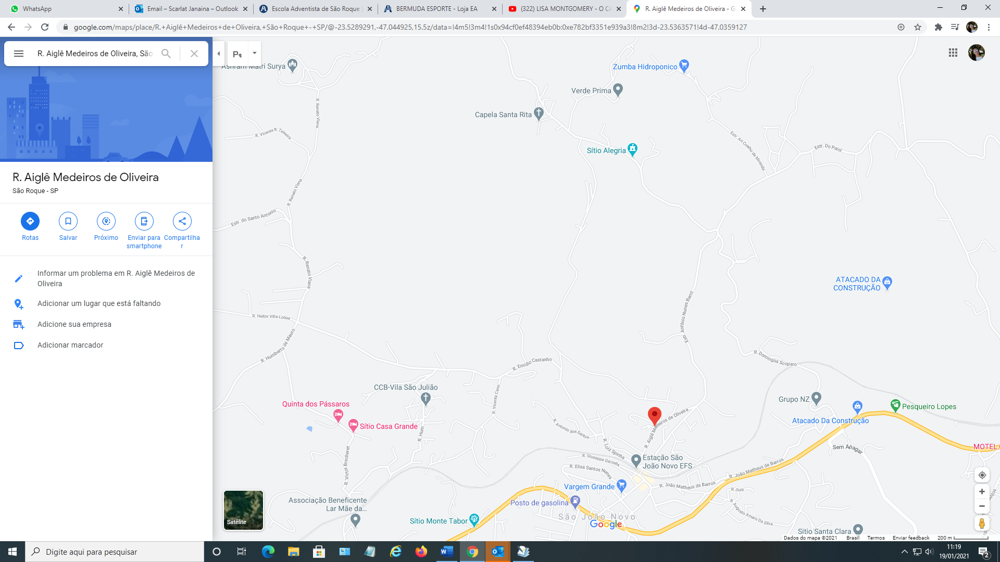 WhatsApp
Email – Scarlat Janaina – Outlook
Escola Adventista de São Roque
BERMUDA ESPORTE - Loja EA
(322) LISA MONTGOMERY - O CA
R. Aiglê Medeiros de Oliveira - G
google.com/maps/place/R.+Aiglê+Medeiros+de+Oliveira,+São+Roque+-+SP/@-23.5289291,-47.044925,15.5z/data=!4m5!3m4!1s0x94cf0ef48394eb0b:0xe782bf3351e939a3!8m2!3d-23.5363571!4d-47.0359127
R. Aiglê Medeiros de Oliveira, São
R. Aiglê Medeiros de Oliveira
São Roque - SP
Rotas
Salvar
Próximo
Enviar para
smartphone
Compartilha
r
Informar um problema em R. Aiglê Medeiros de
Oliveira
Adicionar um lugar que está faltando
Adicione sua empresa
Adicionar marcador
Ashram Matri Surya
Zumba Hidroponico
Verde Prima
Capela Santa Rita
R. Renato Viana
R. Vicente R. Teixeira
Sítio Alegria
Estr. Ari Coelho de Miranda
Estr. Do Paiol
R. Renato Viana
Estr. do Santo Antonio
R. Renato Viana
ATACADO DA
CONSTRUÇÃO
Estr. Antônio Nunes Barril
Estr.
R. Heitor Villa-Lobos
R. Humberto de Mauro
R. Emidio Castanho
R. Domingos Scoparo
CCB-Vila São Julião
R. Vicente Cano
Quinta dos Pássaros
Sítio Casa Grande
R. Hum
Grupo NZ
Pesqueiro Lopes
Atacado Da Construção
R. Aiglê Medeiros de Oliveira
R. Antonio dos Santos
R. Luiz Spinha
R. Giuseppe Garzella
R. Elisa Santos Nunes
Estação São
João Novo EFS
Sem Apagar
MOTEL
R. Victor Brecheret
R. João Matheus de Barros
R. João Matheus de Barros
R. Dois
R. Augusto Amaro Da Silva
Vargem Grande
Posto de gasolina
Associação Beneficente
Lar Mãe da...
Sítio Monte Tabor
São João Novo
Sitio Santa Clara
Anjos
Satélite
Google
Dados do mapa ©2021
Brasil
Termos
Enviar feedback
200 m
Digite aqui para pesquisar
11:19
19/01/2021
2